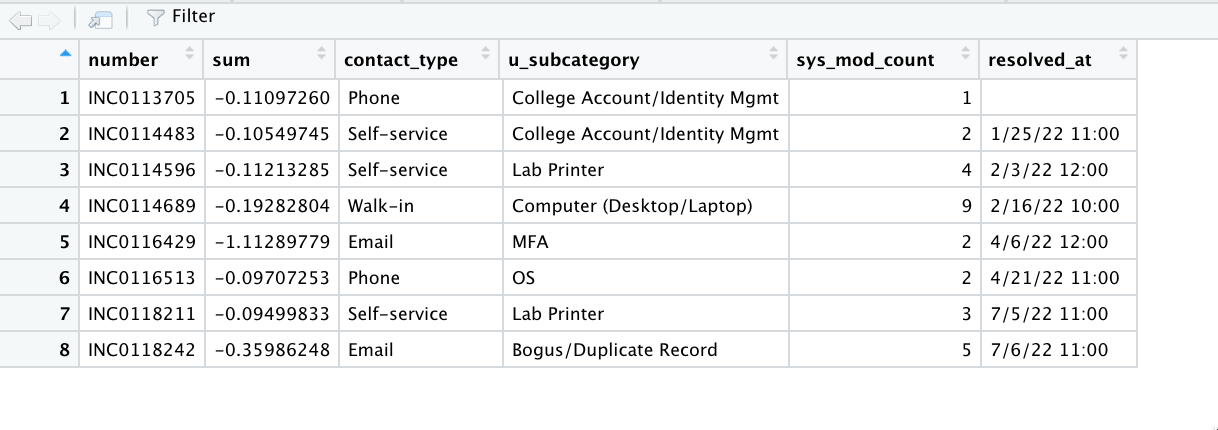 Filter
number sum contact_type u_subcategory sys_mod_count resolved_at
1 INC0113705 -0.11097260 Phone College Account/Identity Mgmt 1
2 INC0114483 -0.10549745 Self-service College Account/Identity Mgmt 2 1/25/22 11:00
3 INC0114596 -0.11213285 Self-service Lab Printer 4 2/3/22 12:00
4 INC0114689 -0.19282804 Walk-in Computer (Desktop/Laptop) 9 2/16/22 10:00
5 INC0116429 -1.11289779 Email MFA 2 4/6/22 12:00
6 INC0116513 -0.09707253 Phone OS 2 4/21/22 11:00
7 INC0118211 -0.09499833 Self-service Lab Printer 3 7/5/22 11:00
8 INC0118242 -0.35986248 Email Bogus/Duplicate Record 5 7/6/22 11:00